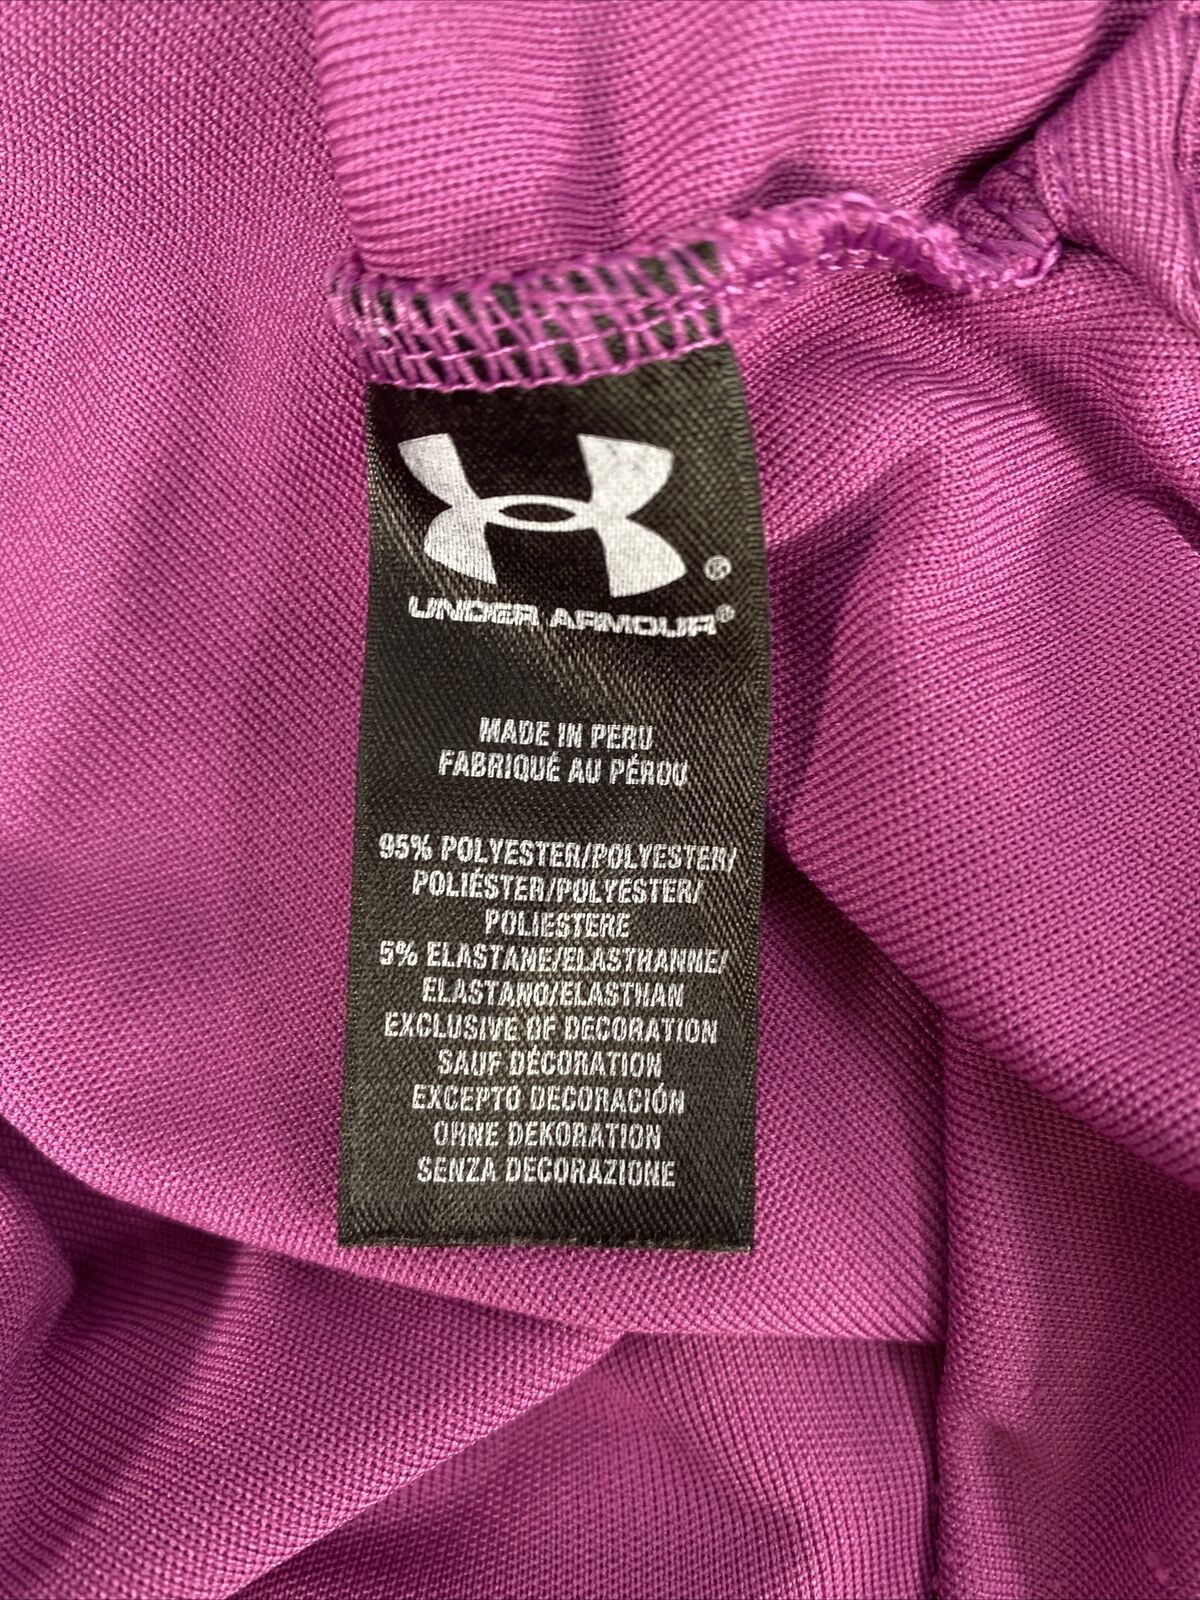 ®
UNDER ARMOUR®
MADE IN PERU
FABRIQUÉ AU PÉROU
95% POLYESTER/POLYESTER/
POLIÉSTER/POLYESTER/
POLIESTERE
5% ELASTANE/ELASTHANNE/
ELASTANO/ELASTHAN
EXCLUSIVE OF DECORATION
SAUF DÉCORATION
EXCEPTO DECORACIÓN
OHNE DEKORATION
SENZA DECORAZIONE